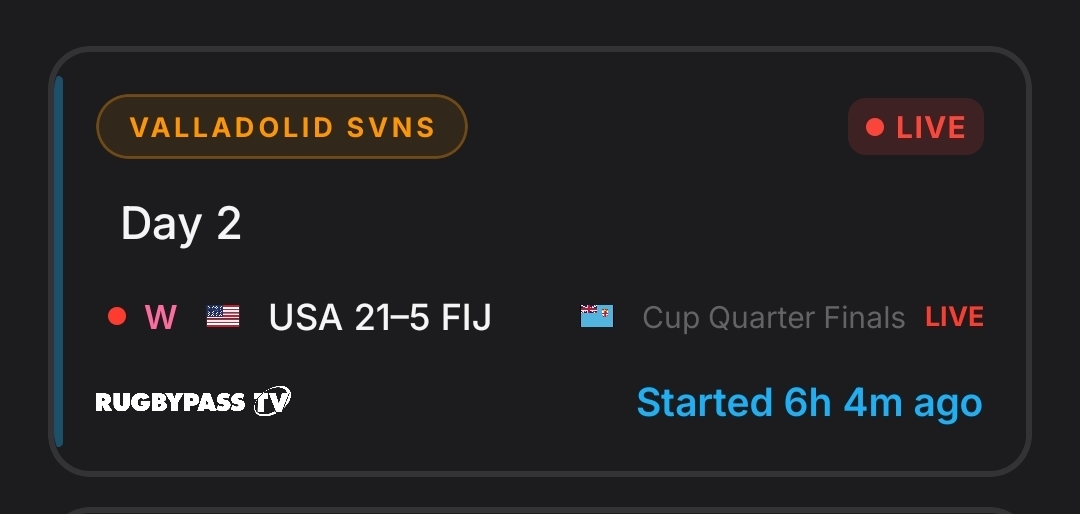 VALLADOLID SVNS LIVE
Day 2
W USA 21–5 FIJ Cup Quarter Finals LIVE
RUGBYPASS TV Started 6h 4m ago